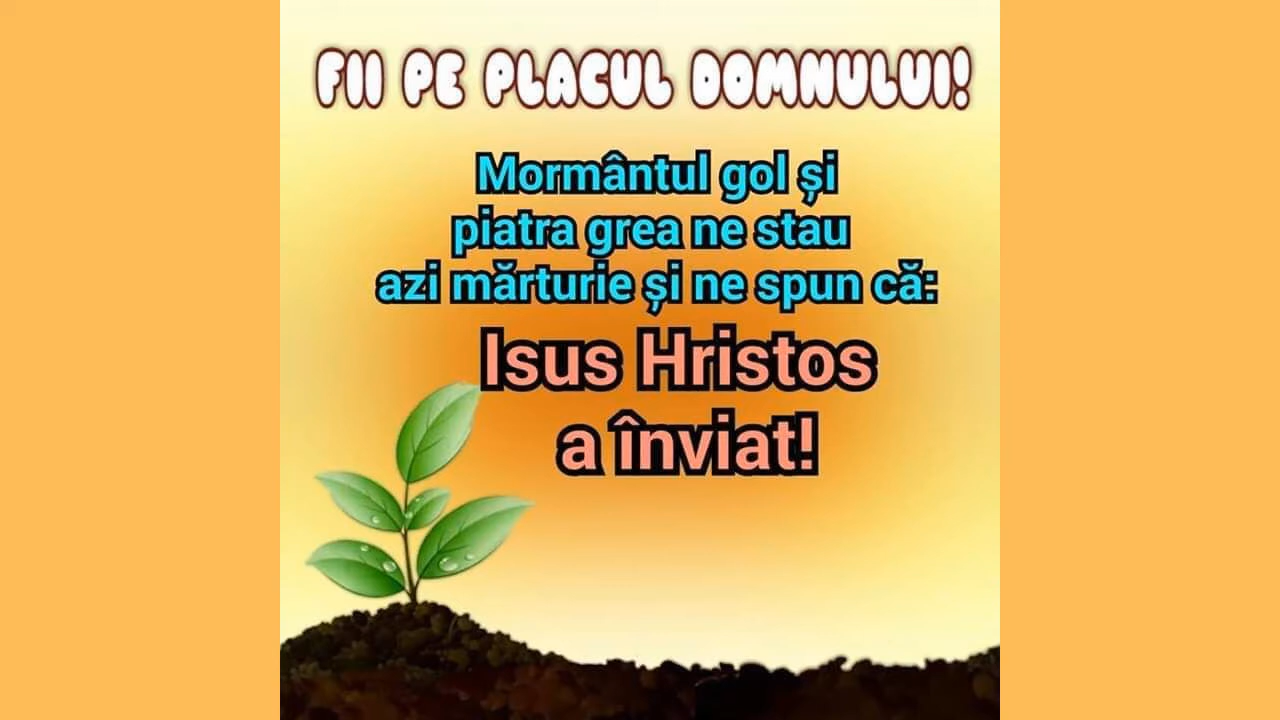 FII PE PLACUL DOMNULUI!
Mormântul gol și
piatra grea ne stau
azi mărturie și ne spun că:
Isus Hristos
a înviat!